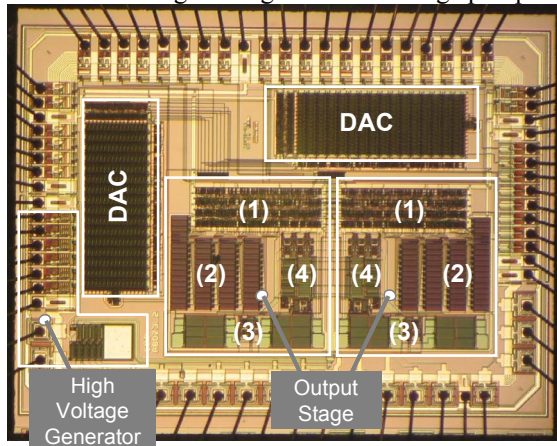 DAC
DAC
(1)
(1)
(2)
(4)
(4)
(2)
(3)
(3)
High
Voltage
Generator
Output
Stage